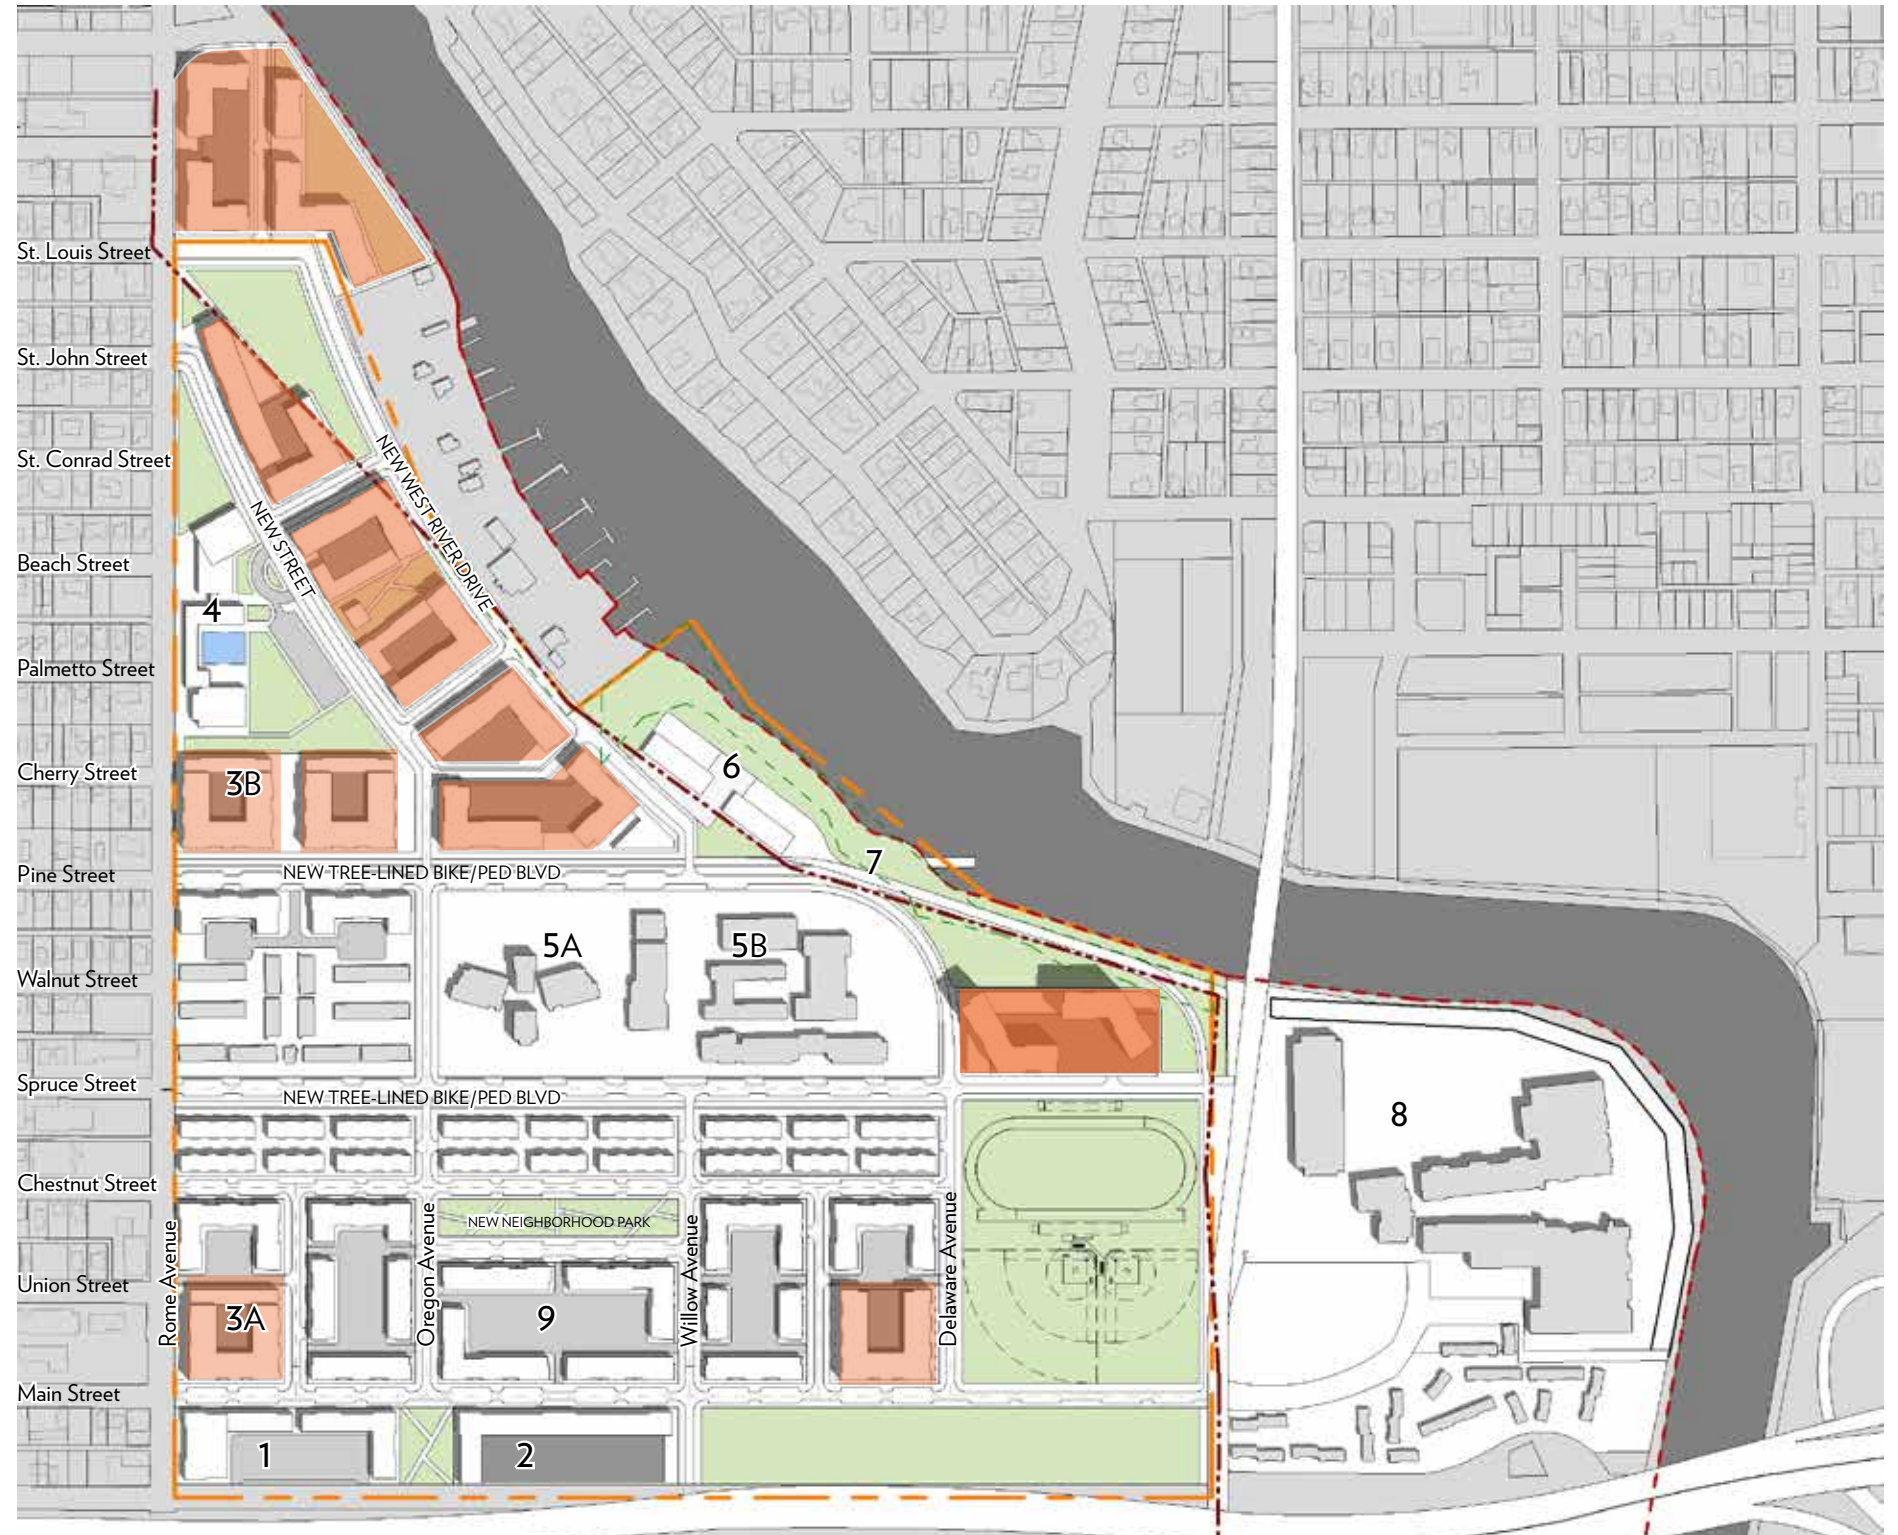 St. Louis Street
St. John Street
NEW WEST RIVER DRIVE
St. Conrad Street
NEW STREET
Beach Street
4
Palmetto Street
6
Cherry Street
3B
7
Pine Street
NEW TREE-LINED BIKE/PED BLVD
5A
5B
Walnut Street
Spruce Street
NEW TREE-LINED BIKE/PED BLVD
8
Chestnut Street
NEW NEIGHBORHOOD PARK
Rome Avenue
Oregon Avenue
Willow Avenue
Delaware Avenue
Union Street
3A
9
Main Street
1
2